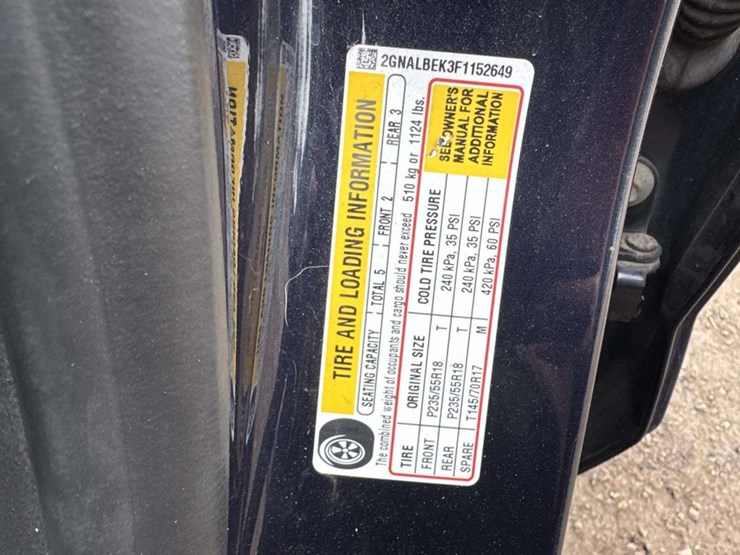 2GNALBEK3F1152649
TIRE AND LOADING INFORMATION
SEATING CAPACITY TOTAL 5 FRONT 2 REAR 3
The combined weight of occupants and cargo should never exceed 510 kg or 1124 lbs.
TIRE ORIGINAL SIZE COLD TIRE PRESSURE
FRONT P235/55R18 T 240 kPa, 35 PSI
REAR P235/55R18 T 240 kPa, 35 PSI
SPARE T145/70R17 M 420 kPa, 60 PSI
SEE OWNER'S
MANUAL FOR
ADDITIONAL
INFORMATION